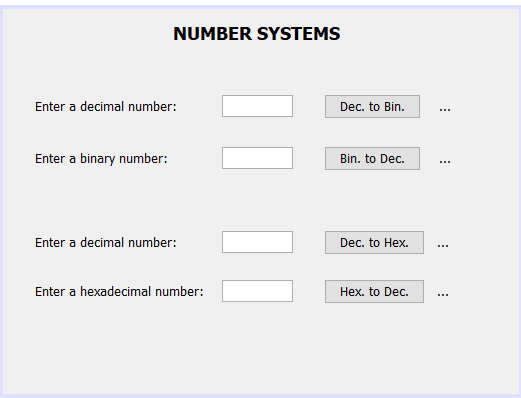 NUMBER SYSTEMS
Enter a decimal number: Dec. to Bin. ...
Enter a binary number: Bin. to Dec. ...
Enter a decimal number: Dec. to Hex. ...
Enter a hexadecimal number: Hex. to Dec. ...